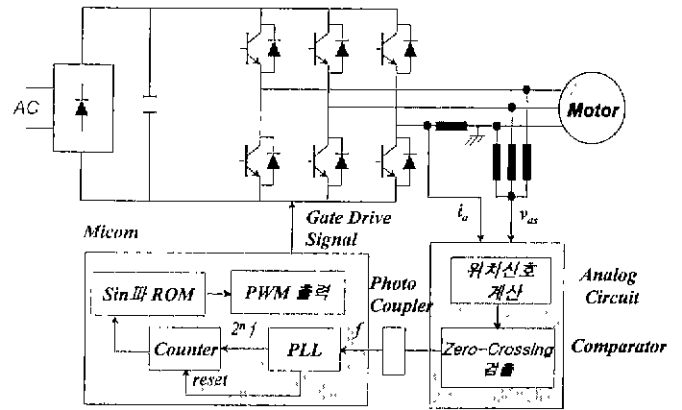 AC
Motor
Gate Drive
Signal
i_a
v_as
Micom
Sin파 ROM
PWM 출력
Photo
Coupler
위치신호
계산
Analog
Circuit
2^n f
f
Counter
PLL
Zero-Crossing
검출
Comparator
reset